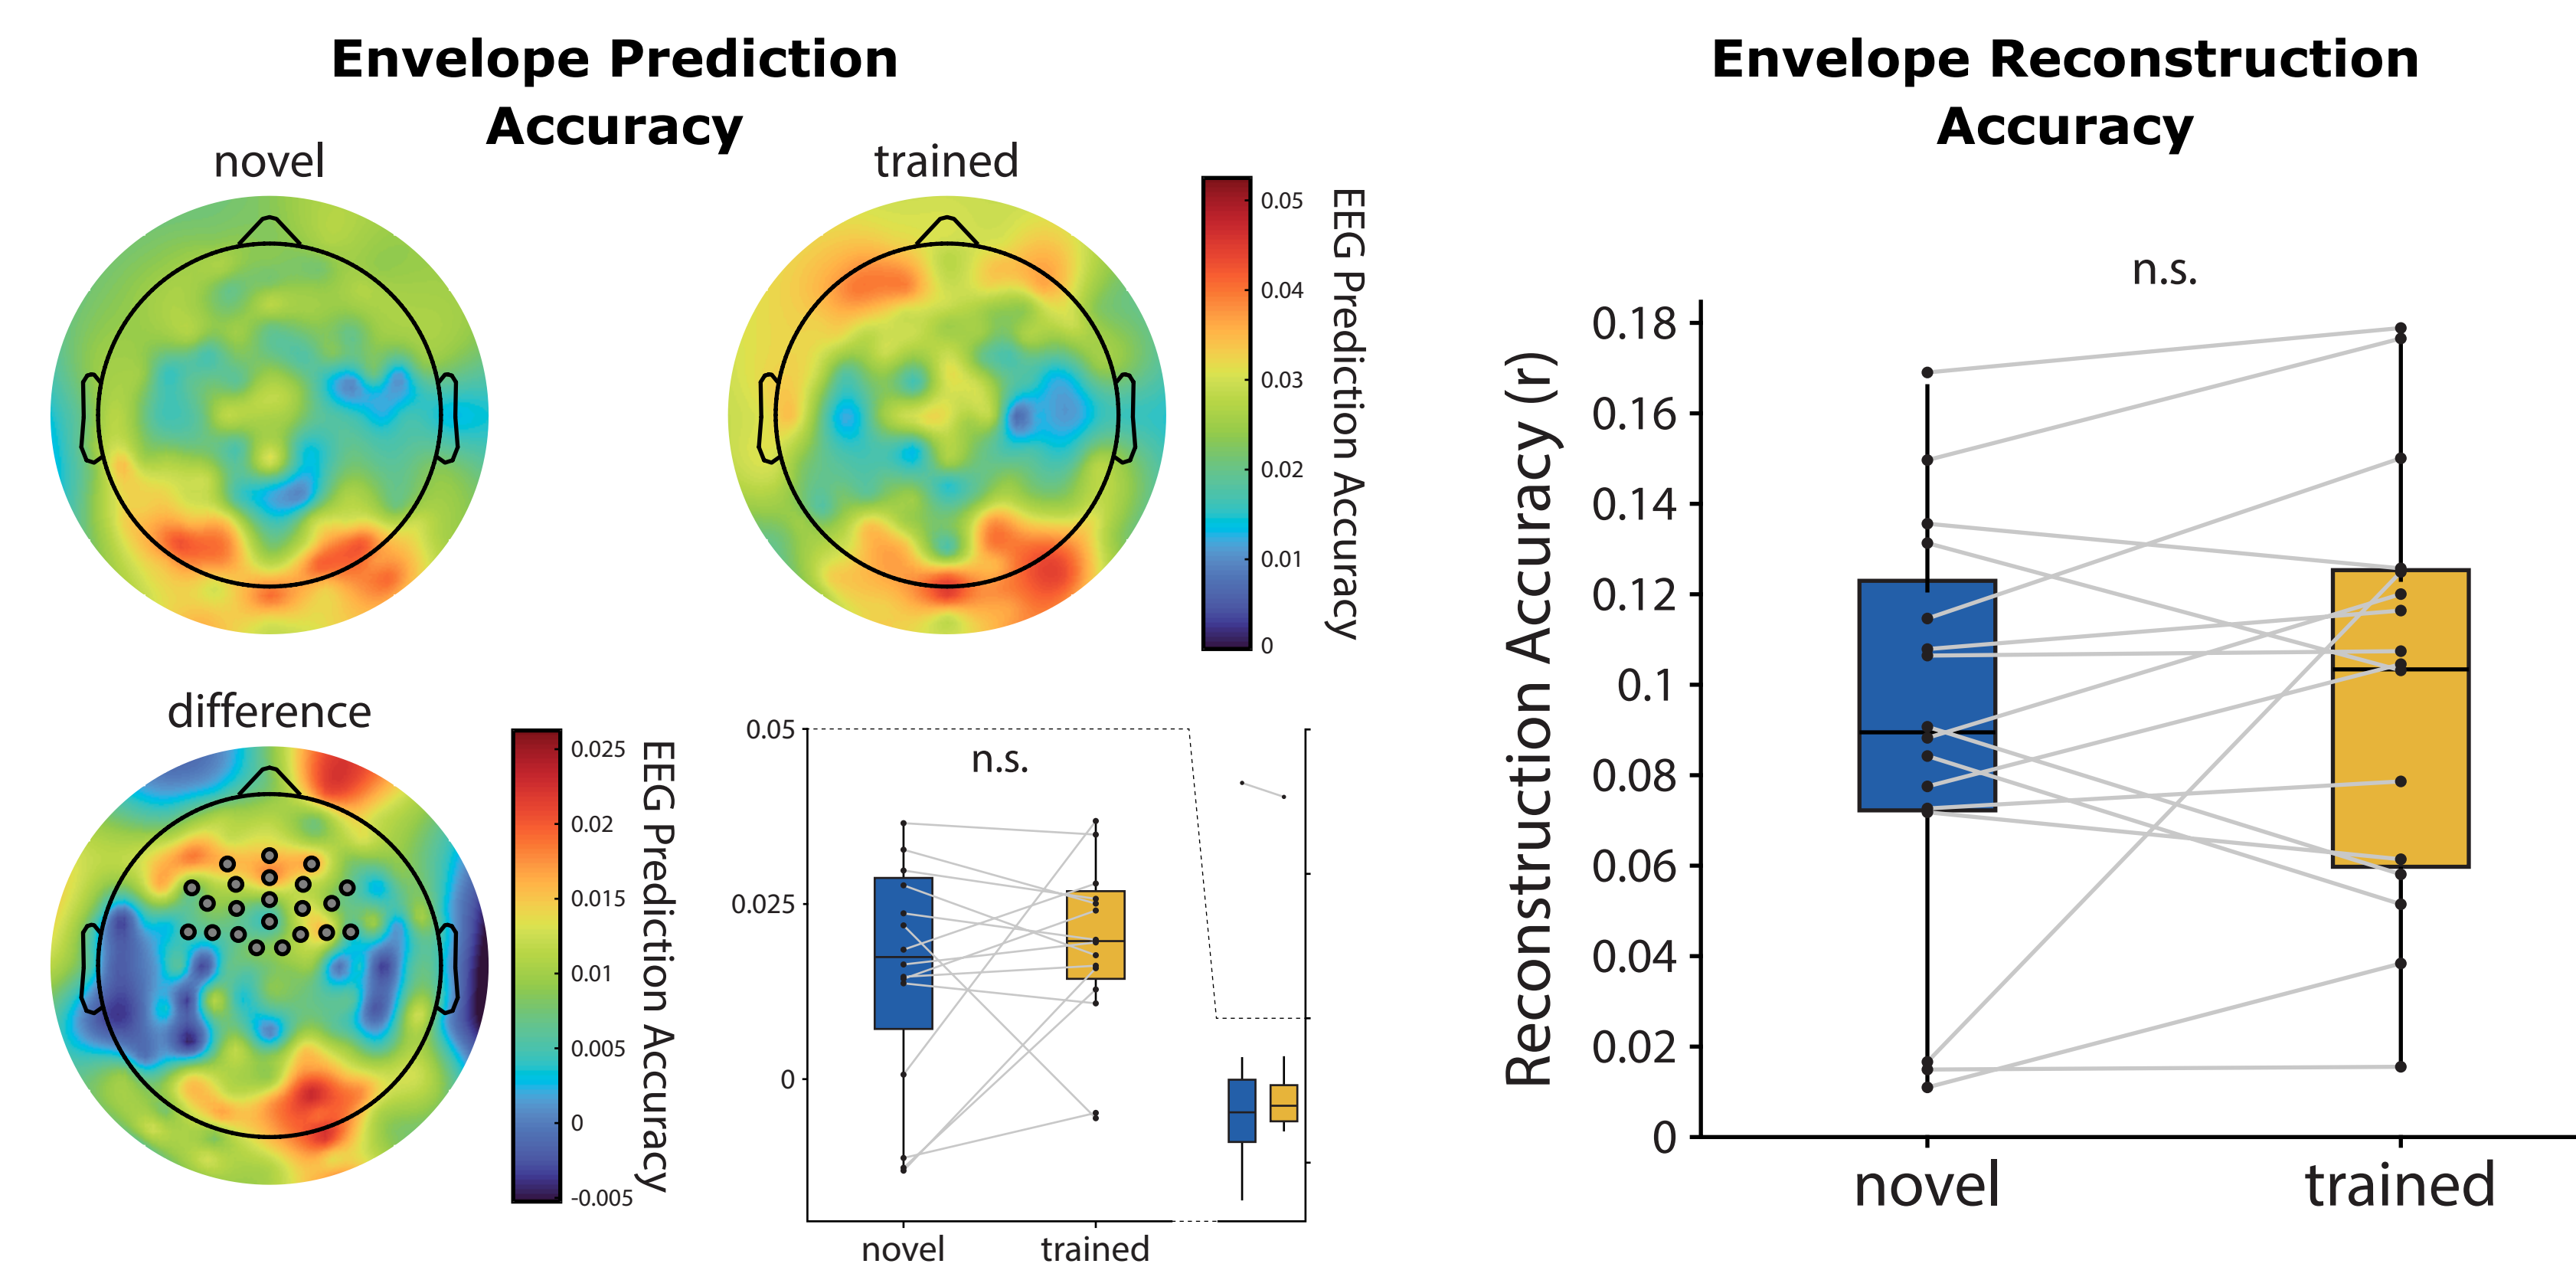 Envelope Prediction
Accuracy
novel
trained
0.05
0.04
0.03
0.02
0.01
0
EEG Prediction Accuracy
difference
0.025
0.02
0.015
0.01
0.005
0
-0.005
EEG Prediction Accuracy
0.05
0.025
0
n.s.
novel
trained
Envelope Reconstruction
Accuracy
n.s.
Reconstruction Accuracy (r)
0.18
0.16
0.14
0.12
0.1
0.08
0.06
0.04
0.02
0
novel
trained